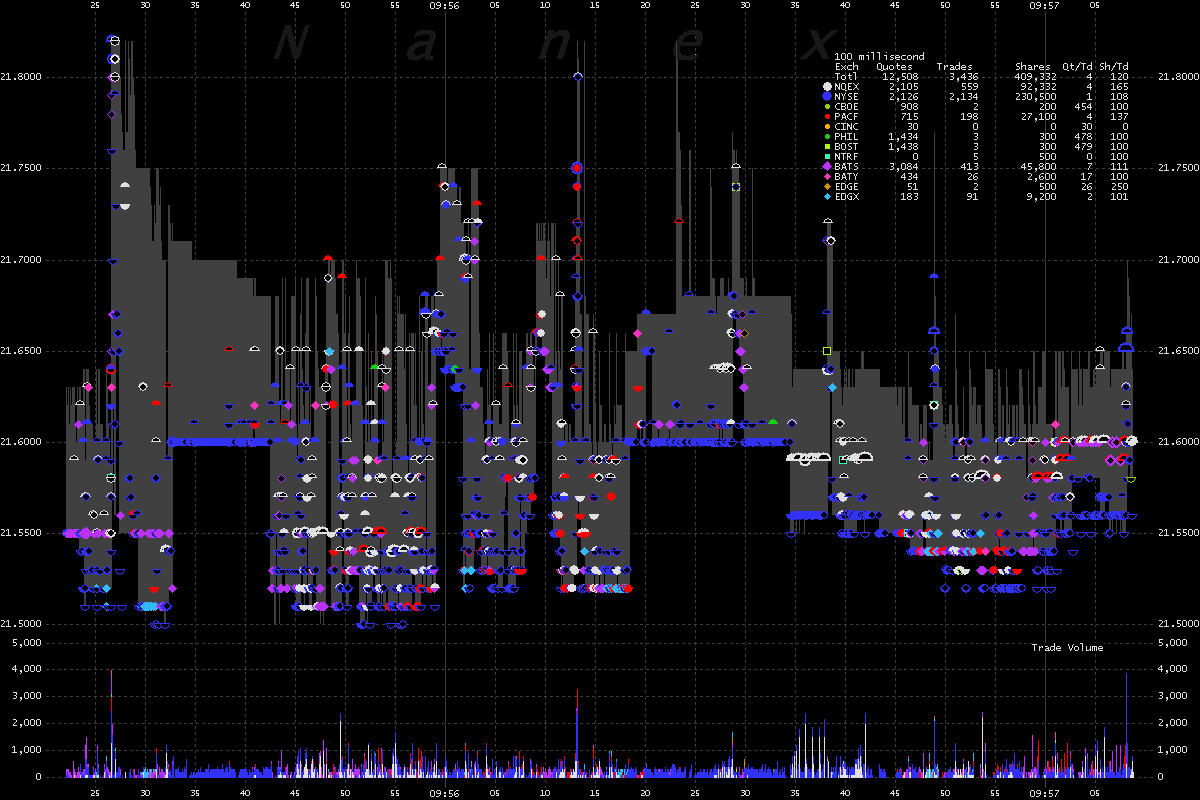 25 30 35 40 45 50 55 09:56 05 10 15 20 25 30 35 40 45 50 55 09:57 05
N a n e x
100 millisecond
Exch Quotes Trades Shares Qt/Td Sh/Td
Totl 12,508 3,436 409,332 4 120
NQEX 2,105 559 92,332 4 165
NYSE 2,126 2,134 230,500 1 108
CBOE 908 2 200 454 100
PACF 715 198 27,100 4 137
CINC 30 0 0 30 0
PHIL 1,434 3 300 478 100
BOST 1,438 3 300 479 100
NTRF 0 5 500 0 100
BATS 3,084 413 45,800 7 111
BATY 434 26 2,600 17 100
EDGE 51 2 500 26 250
EDGX 183 91 9,200 2 101
21.8000 21.8000
21.7500 21.7500
21.7000 21.7000
21.6500 21.6500
21.6000 21.6000
21.5500 21.5500
21.5000 21.5000
5,000 5,000
Trade Volume
4,000 4,000
3,000 3,000
2,000 2,000
1,000 1,000
0 0
25 30 35 40 45 50 55 09:56 05 10 15 20 25 30 35 40 45 50 55 09:57 05